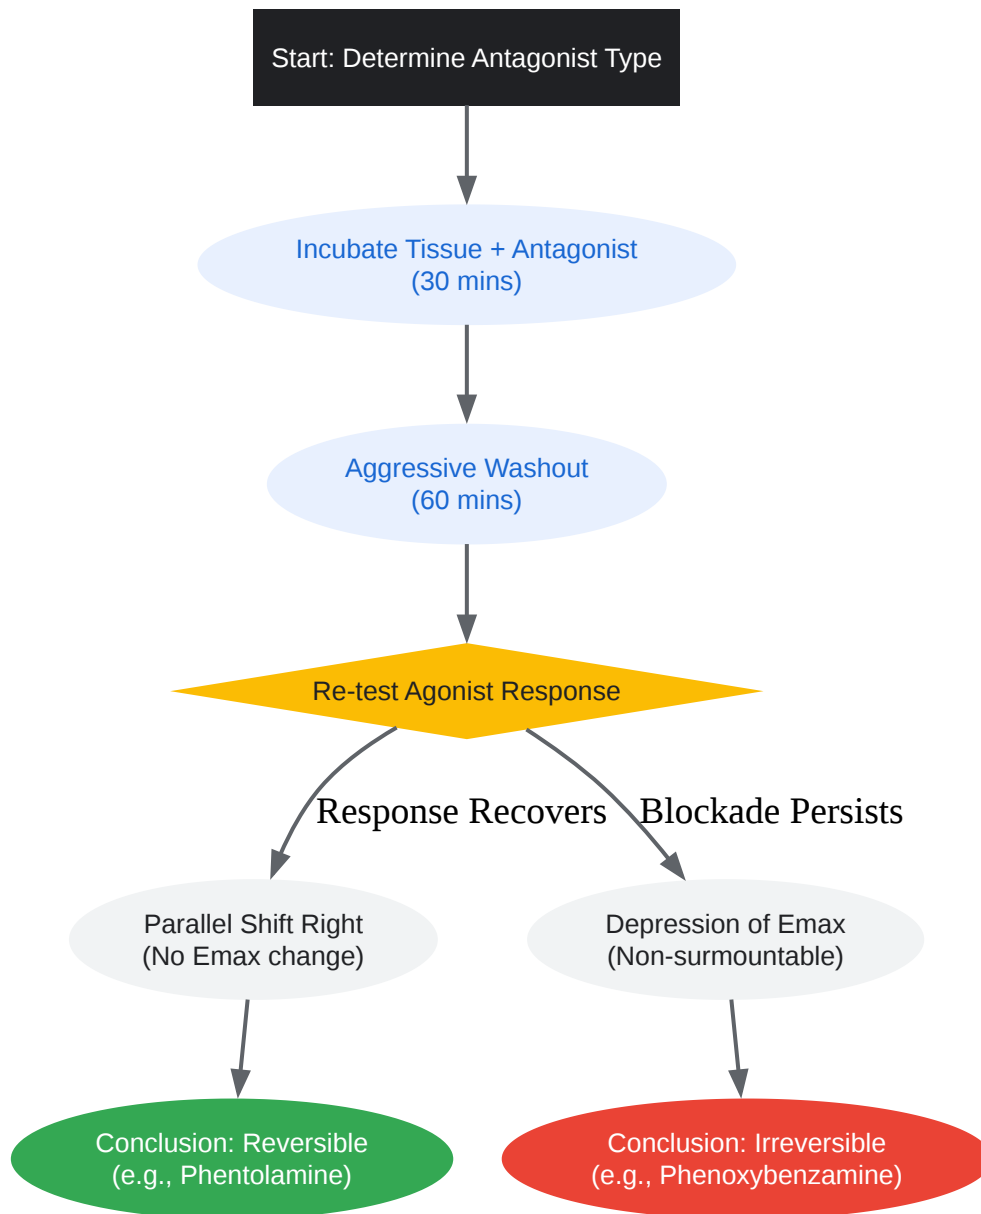 Start: Determine Antagonist Type
Incubate Tissue + Antagonist
(30 mins)
Aggressive Washout
(60 mins)
Re-test Agonist Response
Response Recovers
Blockade Persists
Parallel Shift Right
(No Emax change)
Depression of Emax
(Non-surmountable)
Conclusion: Reversible
(e.g., Phentolamine)
Conclusion: Irreversible
(e.g., Phenoxybenzamine)